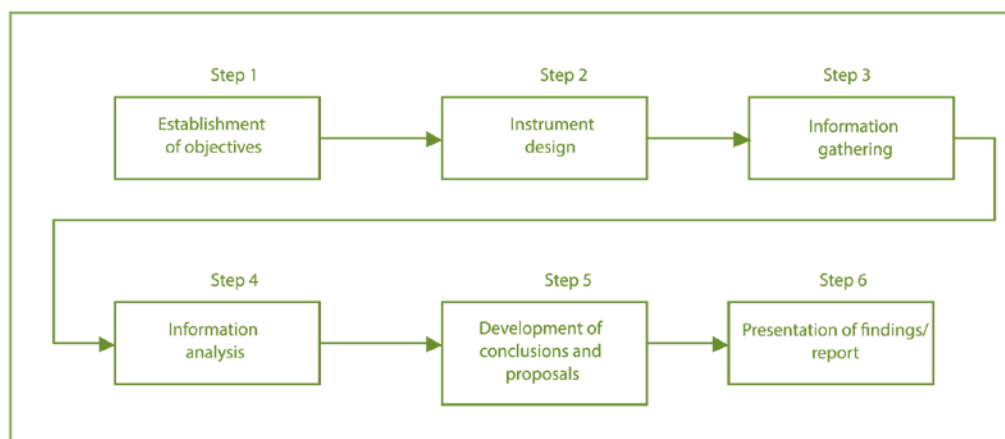 Step 1
Establishment
of objectives
Step 2
Instrument
design
Step 3
Information
gathering
Step 4
Information
analysis
Step 5
Development of
conclusions and
proposals
Step 6
Presentation of findings/
report